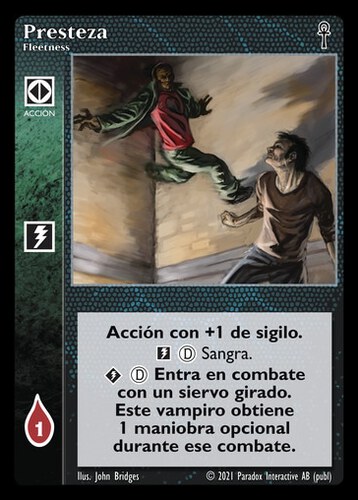 Presteza
Fleetness
ACCIÓN
Acción con +1 de sigilo.
D Sangra.
D Entra en combate
con un siervo girado.
Este vampiro obtiene
1 maniobra opcional
durante ese combate.
1
Ilus. John Bridges © 2021 Paradox Interactive AB (publ)